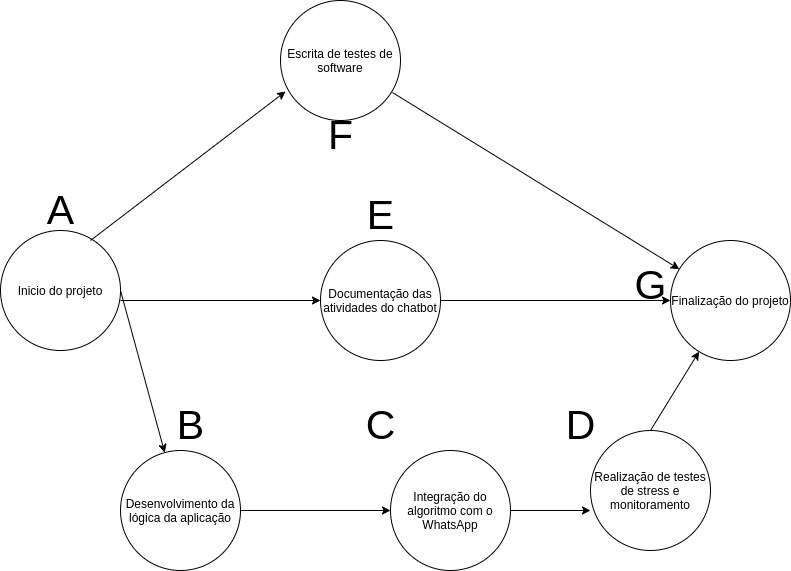 Escrita de testes de
software
F
A
Inicio do projeto
E
Documentação das
atividades do chatbot
G
Finalização do projeto
B
Desenvolvimento da
lógica da aplicação
C
Integração do
algoritmo com o
WhatsApp
D
Realização de testes
de stress e
monitoramento